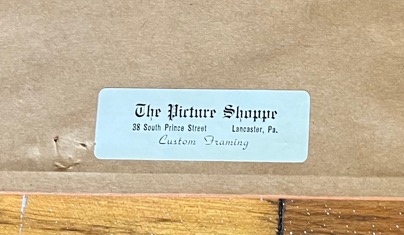 The Picture Shoppe
38 South Prince Street Lancaster, Pa.
Custom Framing